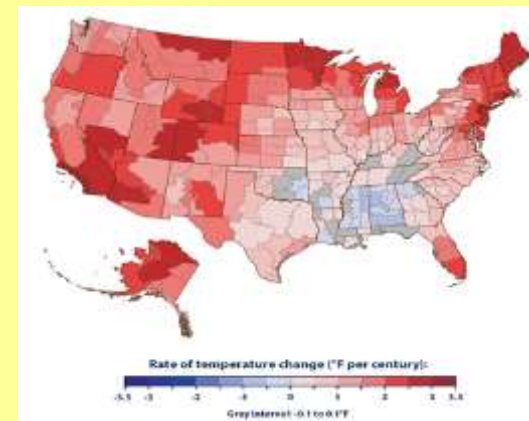 Rate of temperature change (°F per century):
-3.5 -3 -2 -1 0 1 2 3 3.5
Gray interval: -0.1 to 0.1°F